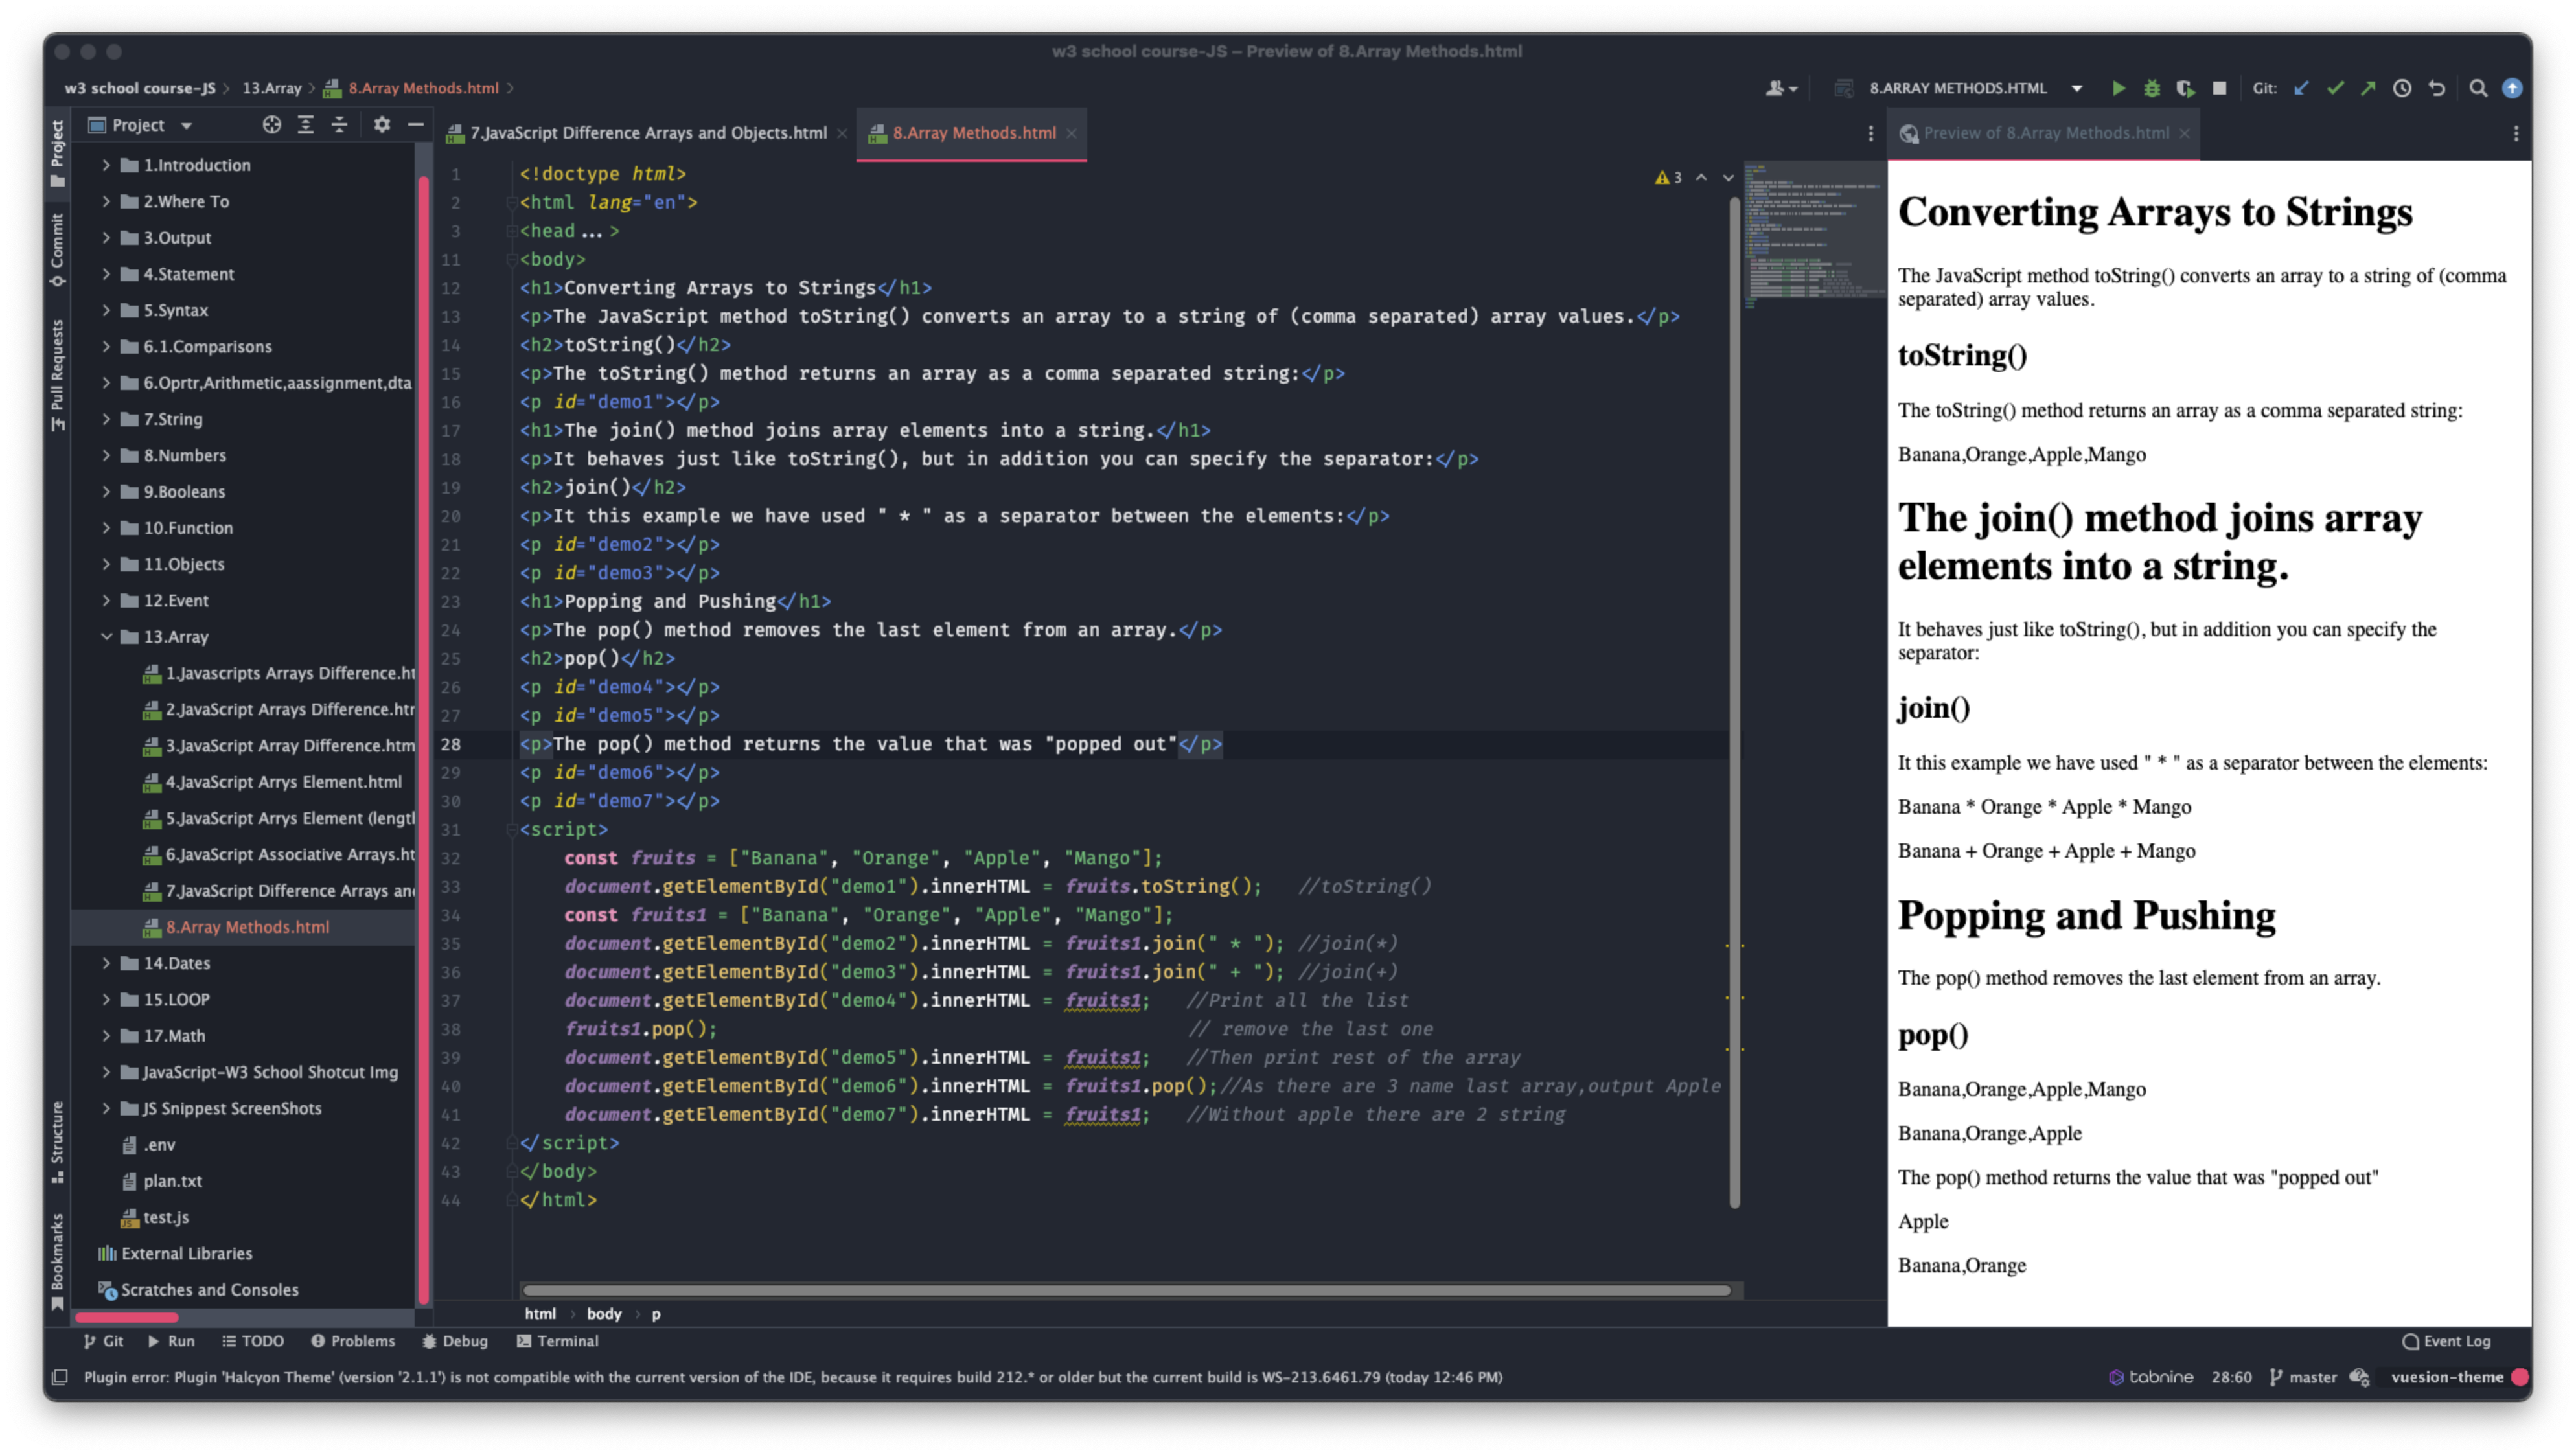 w3 school course-JS – Preview of 8.Array Methods.html
w3 school course-JS 13.Array 8.Array Methods.html
8.ARRAY METHODS.HTML Git:
Project
Commit
Pull Requests
Structure
Bookmarks
Project
1.Introduction
2.Where To
3.Output
4.Statement
5.Syntax
6.1.Comparisons
6.Oprtr,Arithmetic,aassignment,dta
7.String
8.Numbers
9.Booleans
10.Function
11.Objects
12.Event
13.Array
1.Javascripts Arrays Difference.ht
2.JavaScript Arrays Difference.htr
3.JavaScript Array Difference.htm
4.JavaScript Arrys Element.html
5.JavaScript Arrys Element (lengtl
6.JavaScript Associative Arrays.ht
7.JavaScript Difference Arrays an
8.Array Methods.html
14.Dates
15.LOOP
17.Math
JavaScript-W3 School Shotcut Img
JS Snippest ScreenShots
.env
plan.txt
test.js
External Libraries
Scratches and Consoles
7.JavaScript Difference Arrays and Objects.html 8.Array Methods.html
3
1 <!doctype html>
2 <html lang="en">
3 <head...>
11 <body>
12 <h1>Converting Arrays to Strings</h1>
13 <p>The JavaScript method toString() converts an array to a string of (comma separated) array values.</p>
14 <h2>toString()</h2>
15 <p>The toString() method returns an array as a comma separated string:</p>
16 <p id="demo1"></p>
17 <h1>The join() method joins array elements into a string.</h1>
18 <p>It behaves just like toString(), but in addition you can specify the separator:</p>
19 <h2>join()</h2>
20 <p>It this example we have used " * " as a separator between the elements:</p>
21 <p id="demo2"></p>
22 <p id="demo3"></p>
23 <h1>Popping and Pushing</h1>
24 <p>The pop() method removes the last element from an array.</p>
25 <h2>pop()</h2>
26 <p id="demo4"></p>
27 <p id="demo5"></p>
28 <p>The pop() method returns the value that was "popped out"</p>
29 <p id="demo6"></p>
30 <p id="demo7"></p>
31 <script>
32 const fruits = ["Banana", "Orange", "Apple", "Mango"];
33 document.getElementById("demo1").innerHTML = fruits.toString(); //toString()
34 const fruits1 = ["Banana", "Orange", "Apple", "Mango"];
35 document.getElementById("demo2").innerHTML = fruits1.join(" * "); //join(*)
36 document.getElementById("demo3").innerHTML = fruits1.join(" + "); //join(+)
37 document.getElementById("demo4").innerHTML = fruits1; //Print all the list
38 fruits1.pop(); // remove the last one
39 document.getElementById("demo5").innerHTML = fruits1; //Then print rest of the array
40 document.getElementById("demo6").innerHTML = fruits1.pop();//As there are 3 name last array,output Apple
41 document.getElementById("demo7").innerHTML = fruits1; //Without apple there are 2 string
42 </script>
43 </body>
44 </html>
html body p
Preview of 8.Array Methods.html
Converting Arrays to Strings
The JavaScript method toString() converts an array to a string of (comma
separated) array values.
toString()
The toString() method returns an array as a comma separated string:
Banana,Orange,Apple,Mango
The join() method joins array
elements into a string.
It behaves just like toString(), but in addition you can specify the
separator:
join()
It this example we have used " * " as a separator between the elements:
Banana * Orange * Apple * Mango
Banana + Orange + Apple + Mango
Popping and Pushing
The pop() method removes the last element from an array.
pop()
Banana,Orange,Apple,Mango
Banana,Orange,Apple
The pop() method returns the value that was "popped out"
Apple
Banana,Orange
Git Run TODO Problems Debug Terminal Event Log
Plugin error: Plugin 'Halcyon Theme' (version '2.1.1') is not compatible with the current version of the IDE, because it requires build 212.* or older but the current build is WS-213.6461.79 (today 12:46 PM) tabnine 28:60 master vuesion-theme